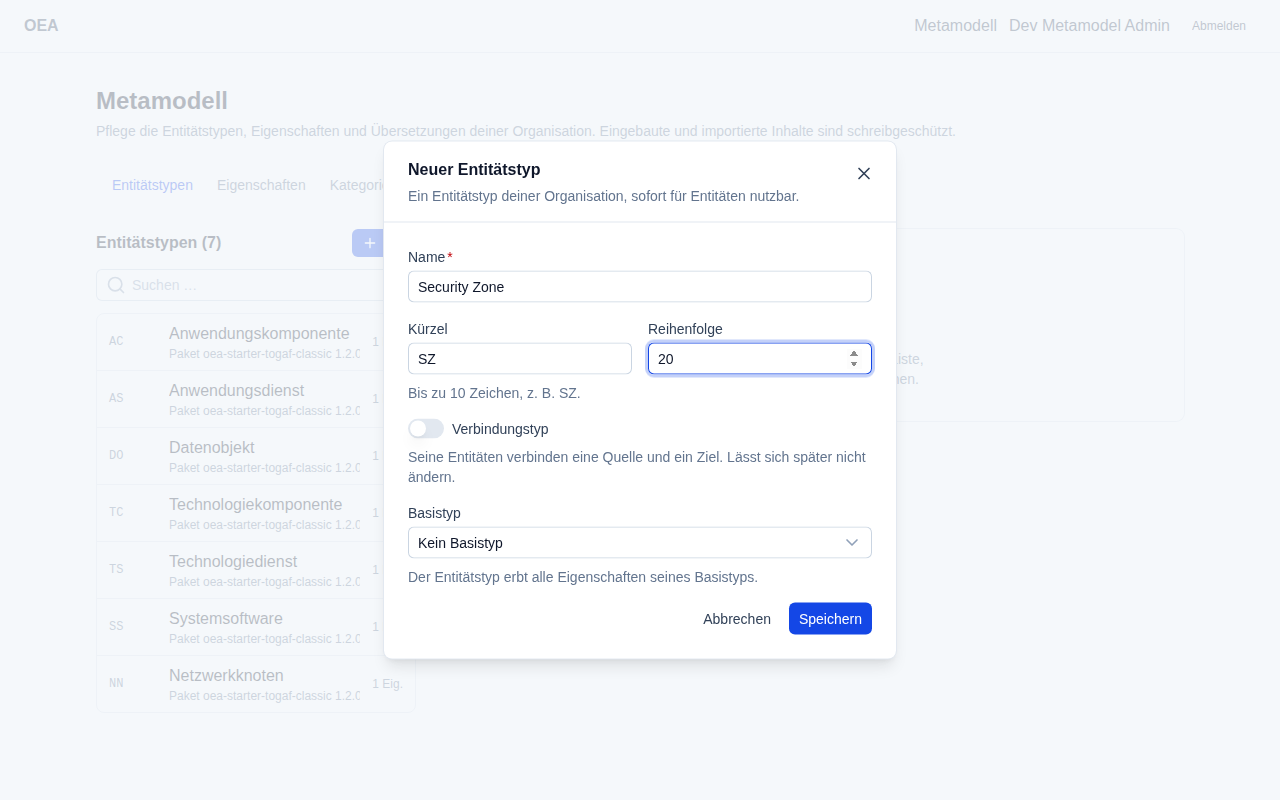 OEA
Metamodell Dev Metamodel Admin Abmelden
Metamodell
Pflege die Entitätstypen, Eigenschaften und Übersetzungen deiner Organisation. Eingebaute und importierte Inhalte sind schreibgeschützt.
Entitätstypen Eigenschaften
Entitätstypen (7)
+
Suchen …
AC Anwendungskomponente
Paket oea-starter-togaf-classic 1.2.0
1
AS Anwendungsdienst
Paket oea-starter-togaf-classic 1.2.0
1
DO Datenobjekt
Paket oea-starter-togaf-classic 1.2.0
1
TC Technologiekomponente
Paket oea-starter-togaf-classic 1.2.0
1
TS Technologiedienst
Paket oea-starter-togaf-classic 1.2.0
1
SS Systemsoftware
Paket oea-starter-togaf-classic 1.2.0
1
NN Netzwerkknoten
Paket oea-starter-togaf-classic 1.2.0
1 Eig.
Neuer Entitätstyp
Ein Entitätstyp deiner Organisation, sofort für Entitäten nutzbar.
Name*
Security Zone
Kürzel Reihenfolge
SZ 20
Bis zu 10 Zeichen, z. B. SZ.
Verbindungstyp
Seine Entitäten verbinden eine Quelle und ein Ziel. Lässt sich später nicht
ändern.
Basistyp
Kein Basistyp
Der Entitätstyp erbt alle Eigenschaften seines Basistyps.
Abbrechen Speichern